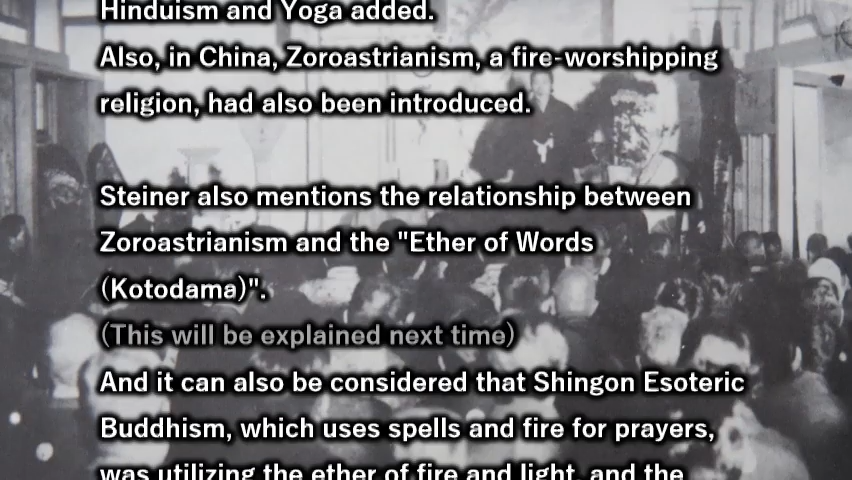 Hinduism and Yoga added.
Also, in China, Zoroastrianism, a fire-worshipping
religion, had also been introduced.
Steiner also mentions the relationship between
Zoroastrianism and the "Ether of Words
(Kotodama)".
(This will be explained next time)
And it can also be considered that Shingon Esoteric
Buddhism, which uses spells and fire for prayers,
was utilizing the ether of fire and light, and the